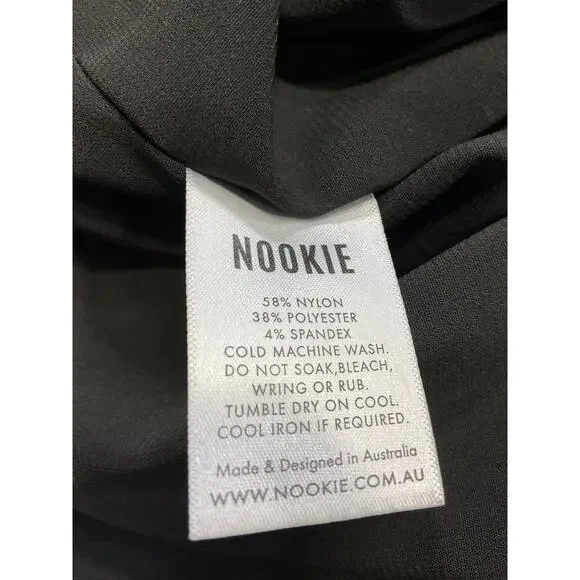 NOOKIE
58% NYLON
38% POLYESTER
4% SPANDEX
COLD MACHINE WASH.
DO NOT SOAK,BLEACH,
WRING OR RUB.
TUMBLE DRY ON COOL.
COOL IRON IF REQUIRED.
Made & Designed in Australia
WWW.NOOKIE.COM.AU